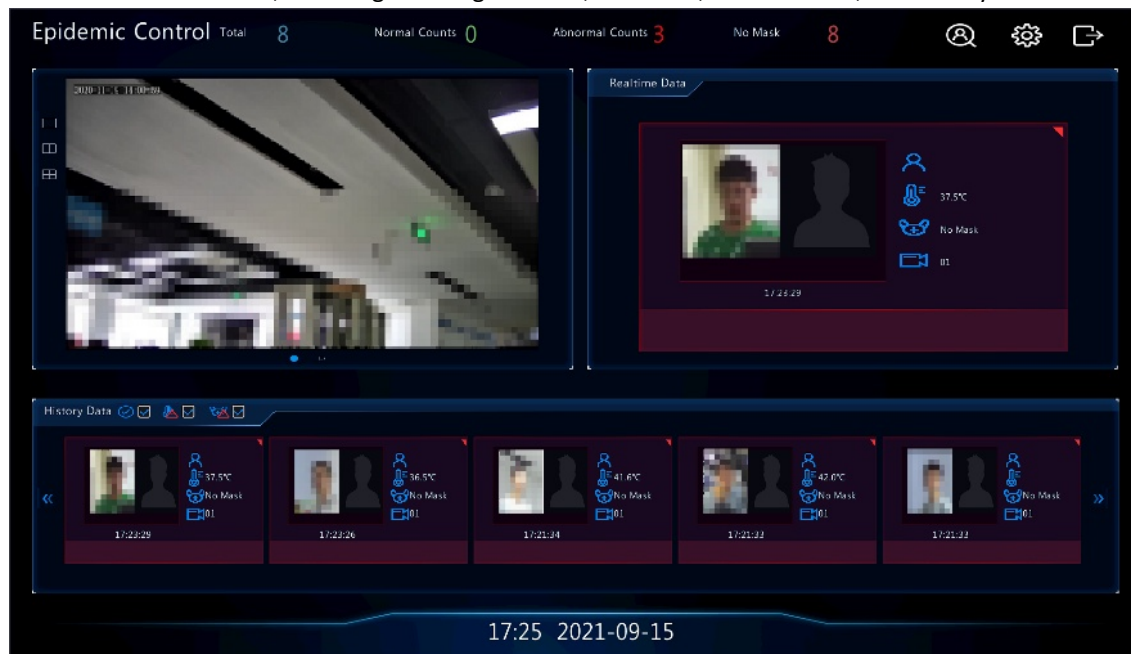 Epidemic Control Total 8 Normal Counts 0 Abnormal Counts 3 No Mask 8
Realtime Data
37.5℃
No Mask
01
17:23:29
History Data
37.5℃
No Mask
01
17:23:29
36.5℃
No Mask
01
17:23:26
41.6℃
No Mask
01
17:21:34
42.0℃
No Mask
01
17:21:33
No Mask
01
17:21:33
17:25 2021-09-15